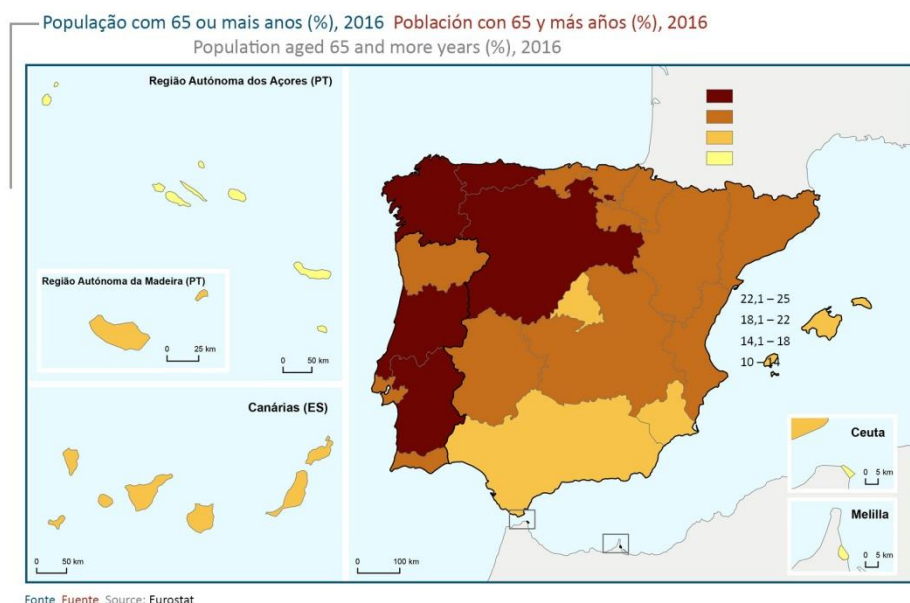 População com 65 ou mais anos (%), 2016 Población con 65 y más años (%), 2016
Population aged 65 and more years (%), 2016
Região Autónoma dos Açores (PT)
Região Autónoma da Madeira (PT)
0 25 km
0 50 km
Canárias (ES)
0 50 km
0 100 km
22,1 – 25
18,1 – 22
14,1 – 18
10 – 14
Ceuta
0 5 km
Melilla
0 5 km
Fonte Fuente Source: Eurostat